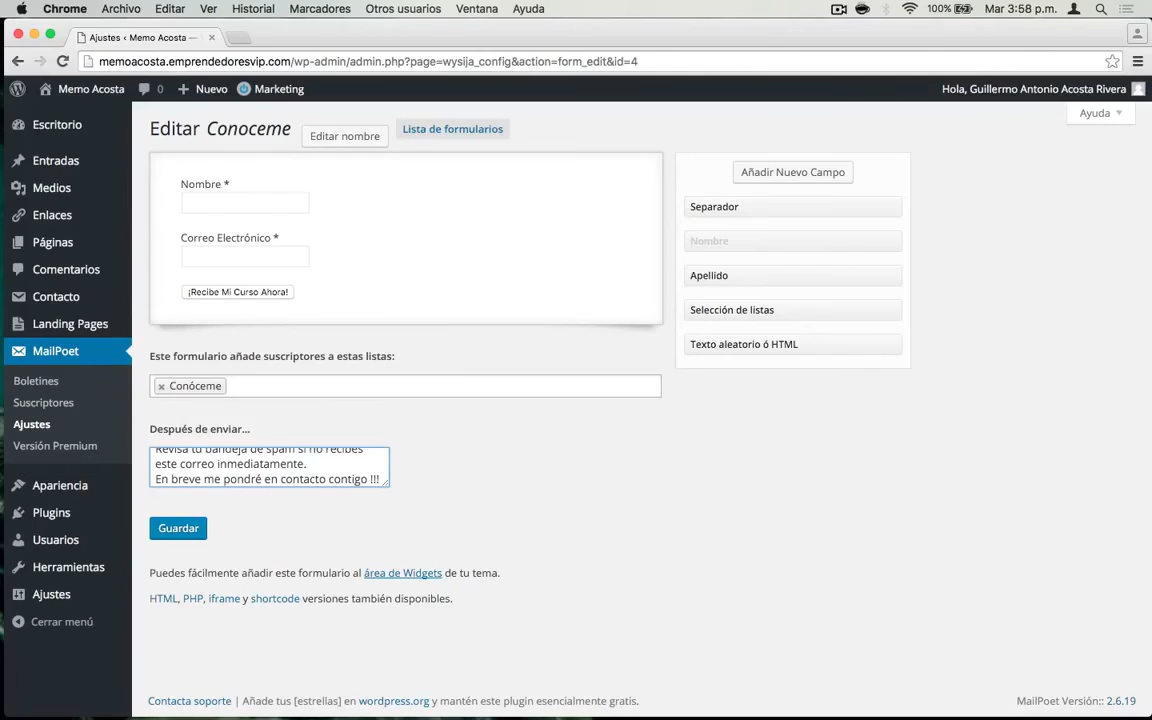 Chrome Archivo Editar Ver Historial Marcadores Otros usuarios Ventana Ayuda 100% Mar 3:58 p.m.
Ajustes ‹ Memo Acosta —
memoacosta.emprendedoresvip.com/wp-admin/admin.php?page=wysija_config&action=form_edit&id=4
Memo Acosta 0 Nuevo Marketing Hola, Guillermo Antonio Acosta Rivera
Ayuda
Escritorio
Entradas
Medios
Enlaces
Páginas
Comentarios
Contacto
Landing Pages
MailPoet
Boletines
Suscriptores
Ajustes
Versión Premium
Apariencia
Plugins
Usuarios
Herramientas
Ajustes
Cerrar menú
Editar Conoceme Editar nombre Lista de formularios
Nombre *
Correo Electrónico *
¡Recibe Mi Curso Ahora!
Añadir Nuevo Campo
Separador
Nombre
Apellido
Selección de listas
Texto aleatorio ó HTML
Este formulario añade suscriptores a estas listas:
Conóceme
Después de enviar...
Revisa tu bandeja de spam si no recibes
este correo inmediatamente.
En breve me pondré en contacto contigo !!!
Guardar
Puedes fácilmente añadir este formulario al área de Widgets de tu tema.
HTML, PHP, iframe y shortcode versiones también disponibles.
Contacta soporte | Añade tus [estrellas] en wordpress.org y mantén este plugin esencialmente gratis. MailPoet Versión:: 2.6.19